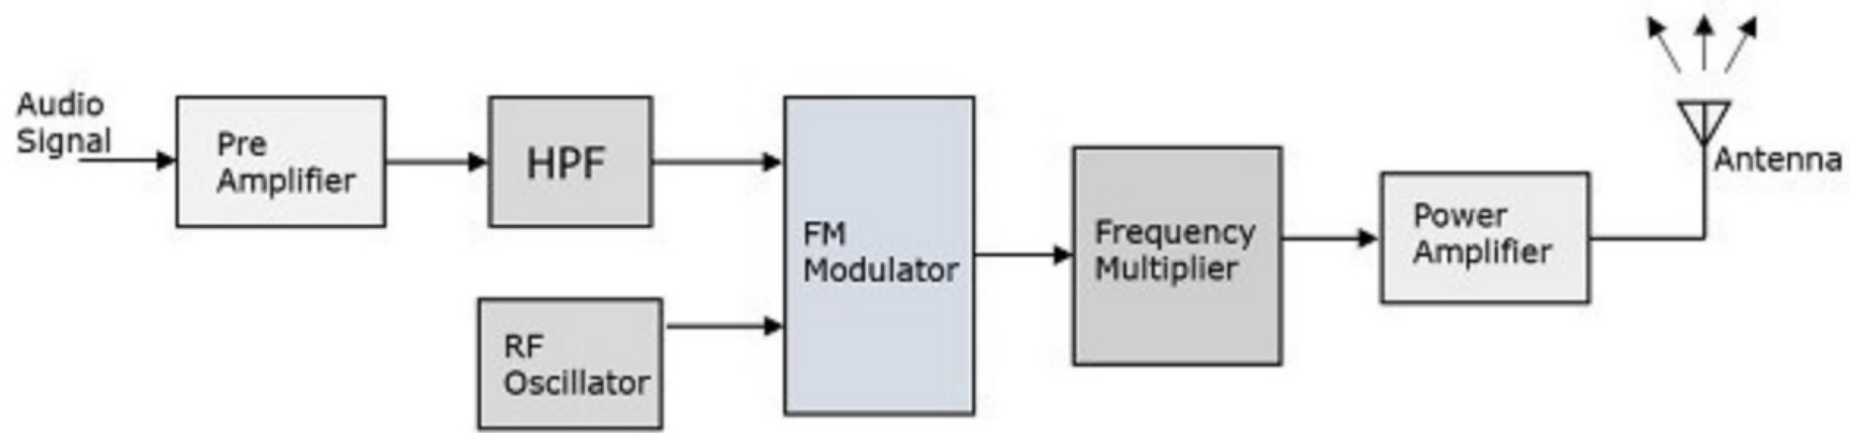 Audio
Signal
Pre
Amplifier
HPF
RF
Oscillator
FM
Modulator
Frequency
Multiplier
Power
Amplifier
Antenna